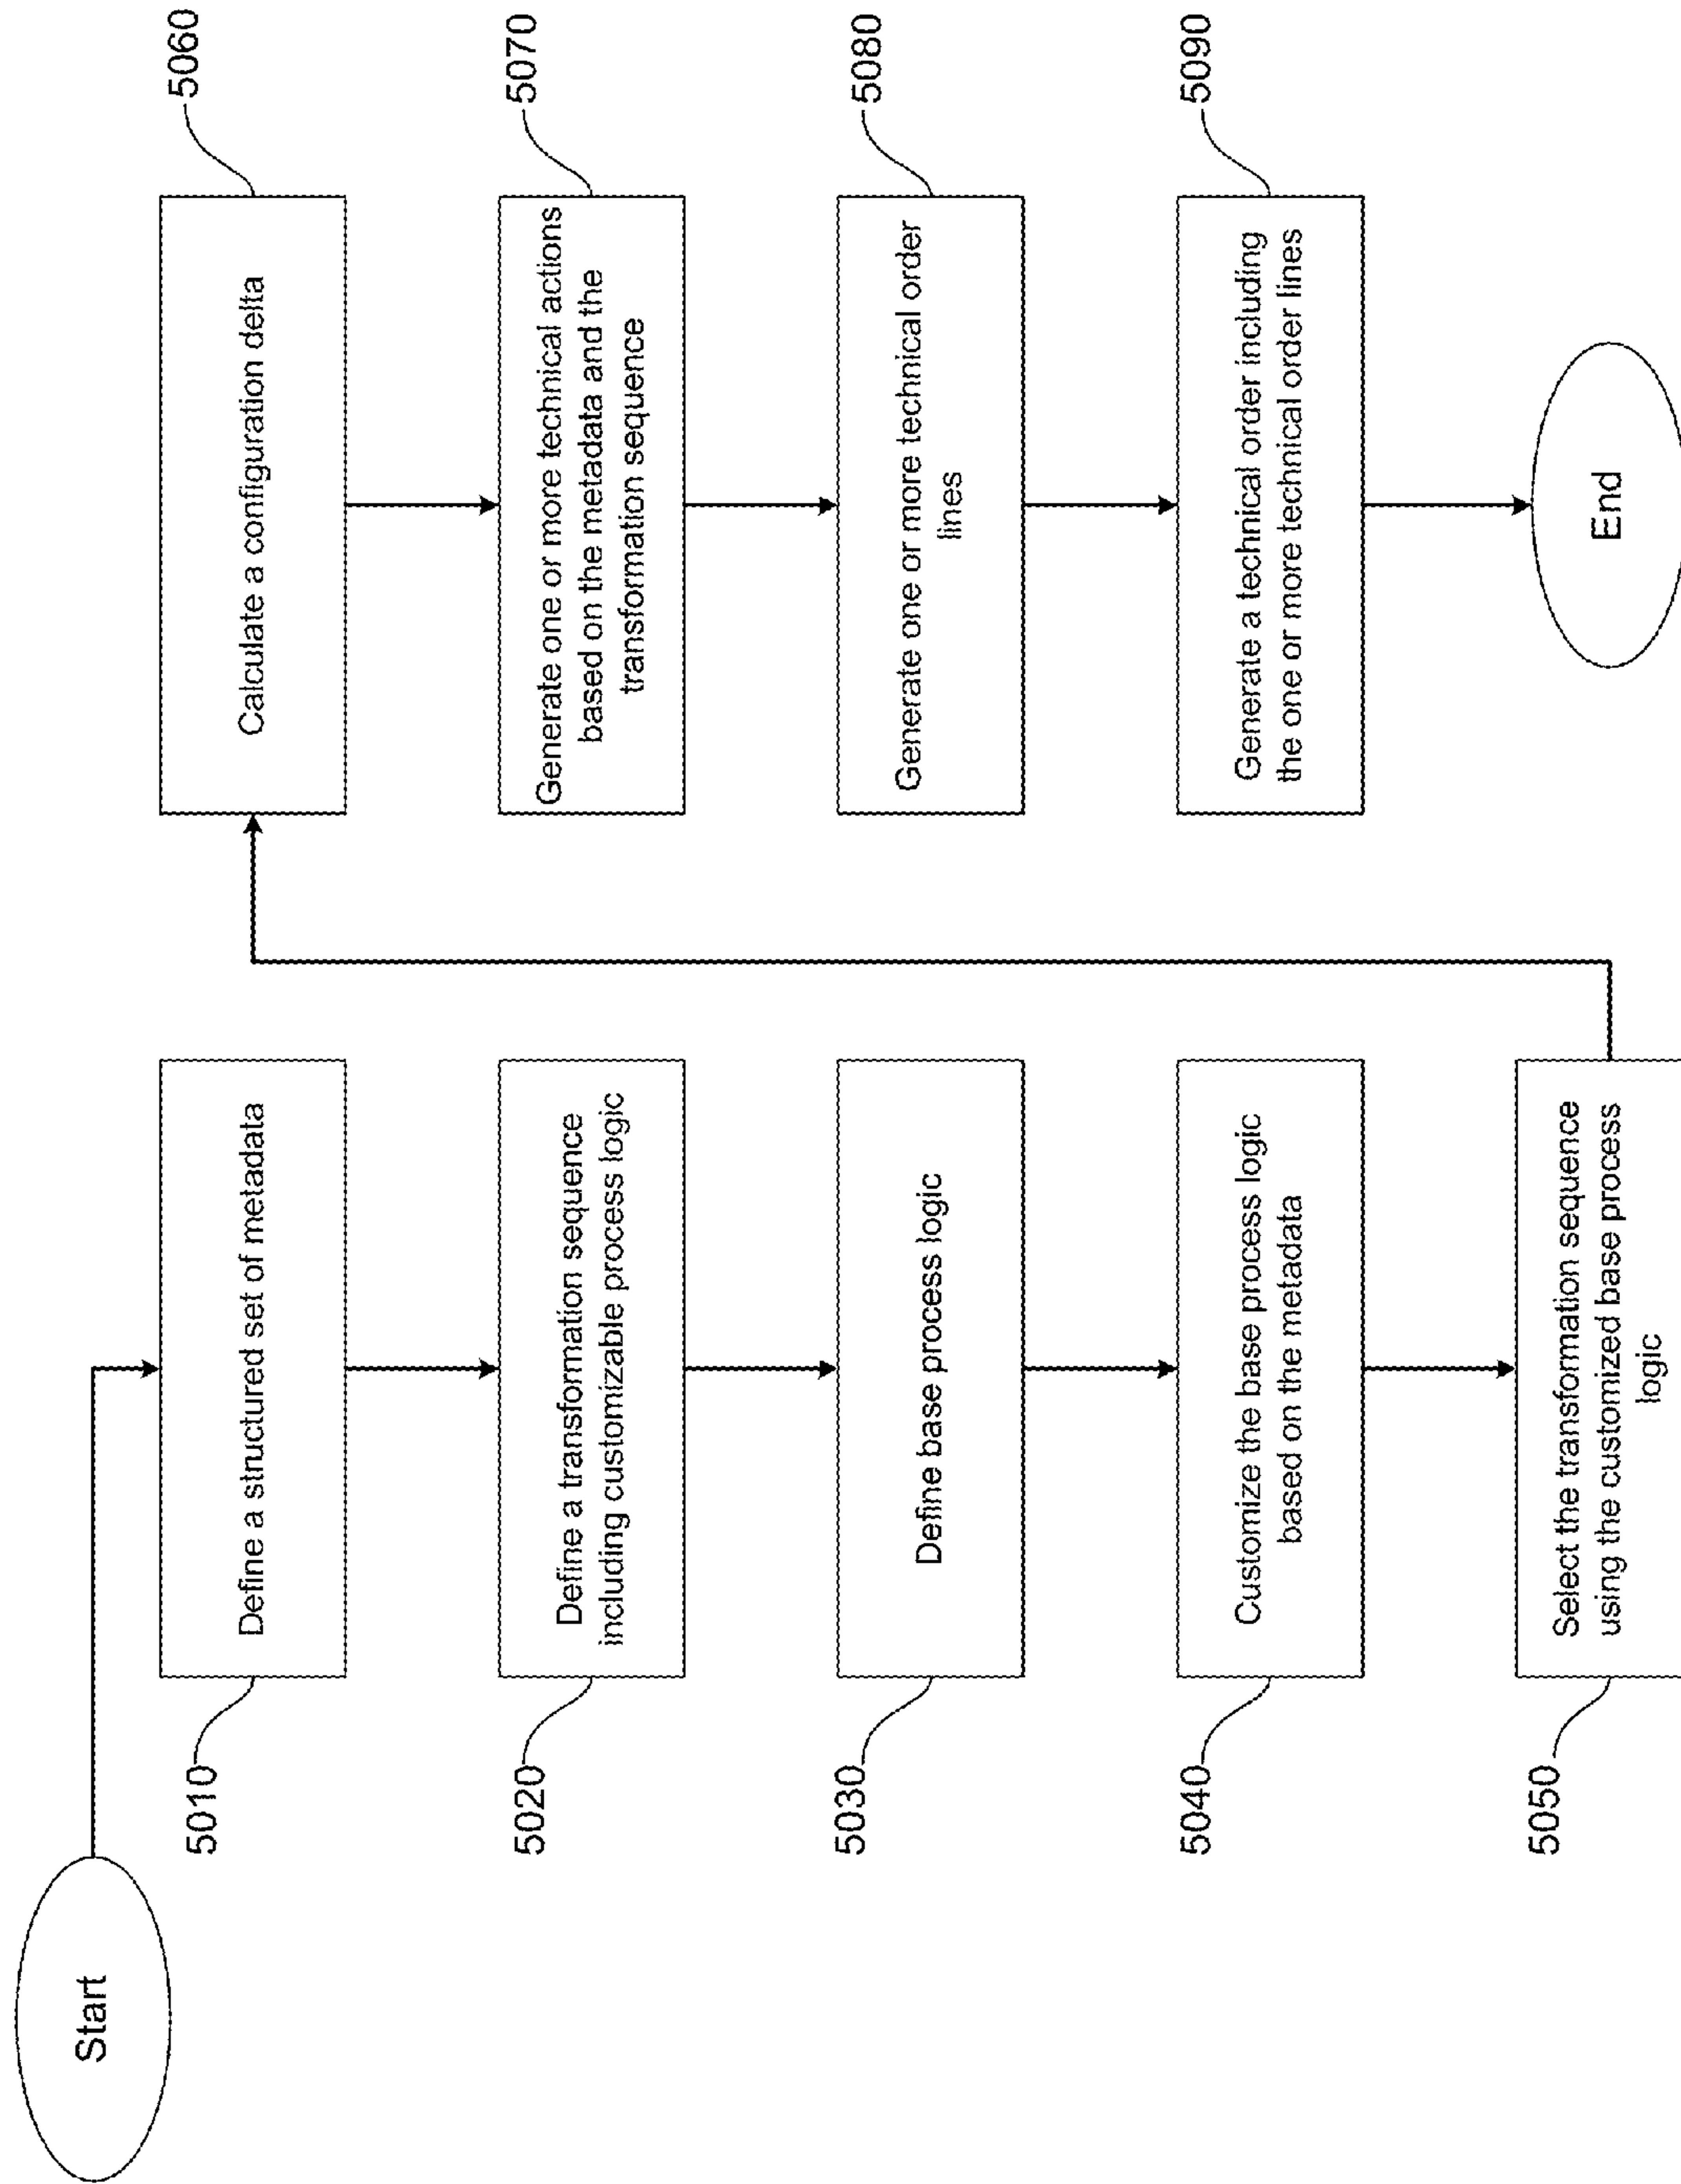 Start
5010
Define a structured set of metadata
5020
Define a transformation sequence
including customizable process logic
5030
Define base process logic
5040
Customize the base process logic
based on the metadata
5050
Select the transformation sequence
using the customized base process
logic
5060
Calculate a configuration delta
5070
Generate one or more technical actions
based on the metadata and the
transformation sequence
5080
Generate one or more technical order
lines
5090
Generate a technical order including
the one or more technical order lines
End